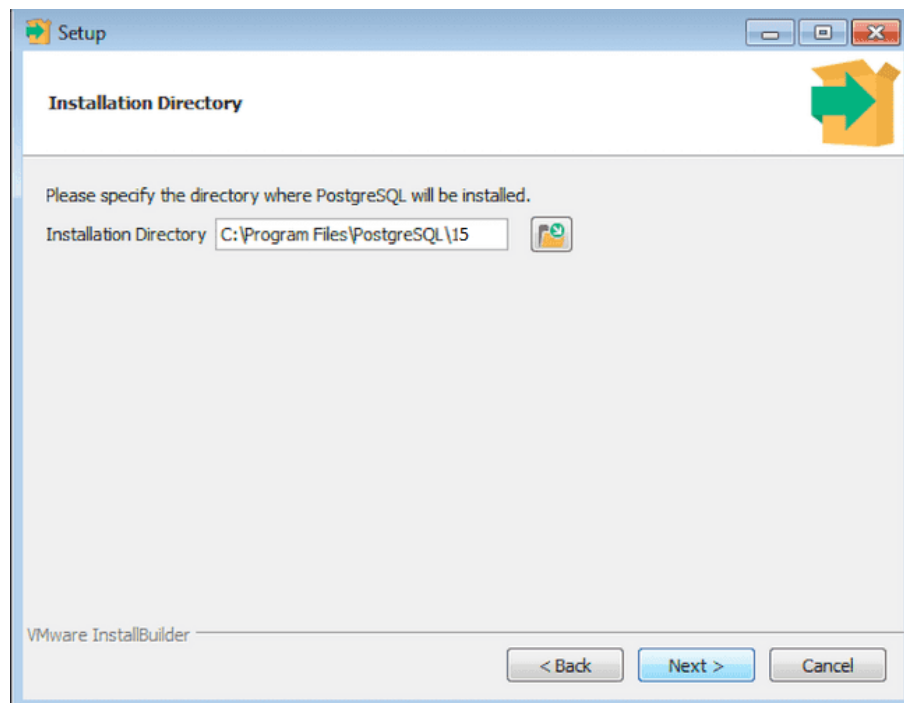 Setup
Installation Directory
Please specify the directory where PostgreSQL will be installed.
Installation Directory C:\Program Files\PostgreSQL\15
VMware InstallBuilder
< Back Next > Cancel